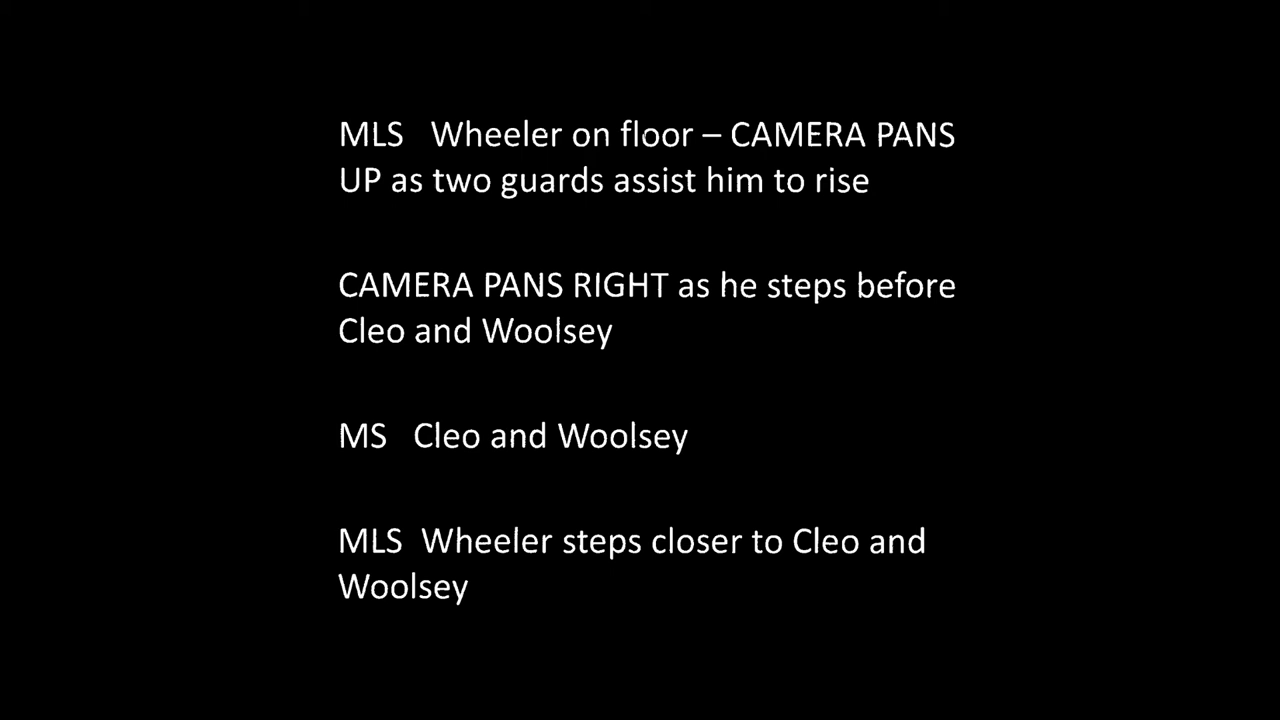 MLS   Wheeler on floor – CAMERA PANS
UP as two guards assist him to rise
CAMERA PANS RIGHT as he steps before
Cleo and Woolsey
MS   Cleo and Woolsey
MLS  Wheeler steps closer to Cleo and
Woolsey